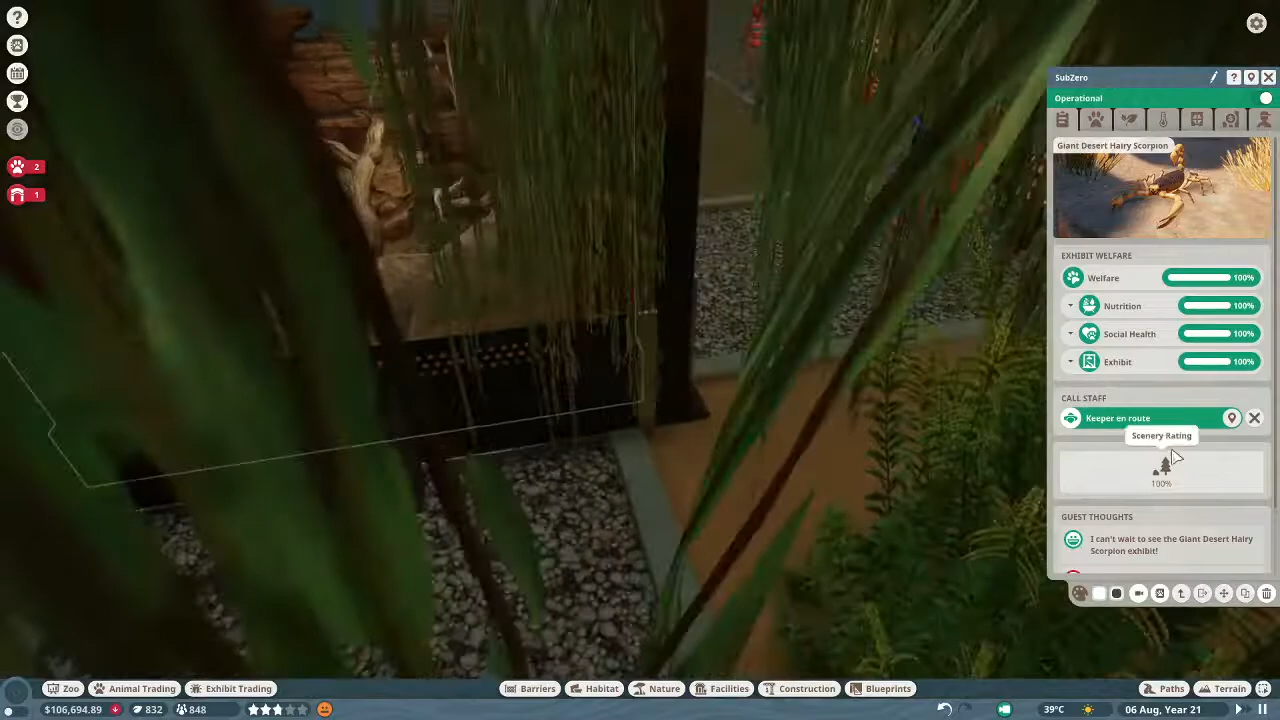 ?
2
1
SubZero
?
Operational
Giant Desert Hairy Scorpion
EXHIBIT WELFARE
Welfare
100%
Nutrition
100%
Social Health
100%
Exhibit
100%
CALL STAFF
Keeper en route
Scenery Rating
100%
GUEST THOUGHTS
I can't wait to see the Giant Desert Hairy
Scorpion exhibit!
Zoo
Animal Trading
Exhibit Trading
Barriers
Habitat
Nature
Facilities
Construction
Blueprints
Paths
Terrain
$106,694.89
832
848
39°C
06 Aug, Year 21